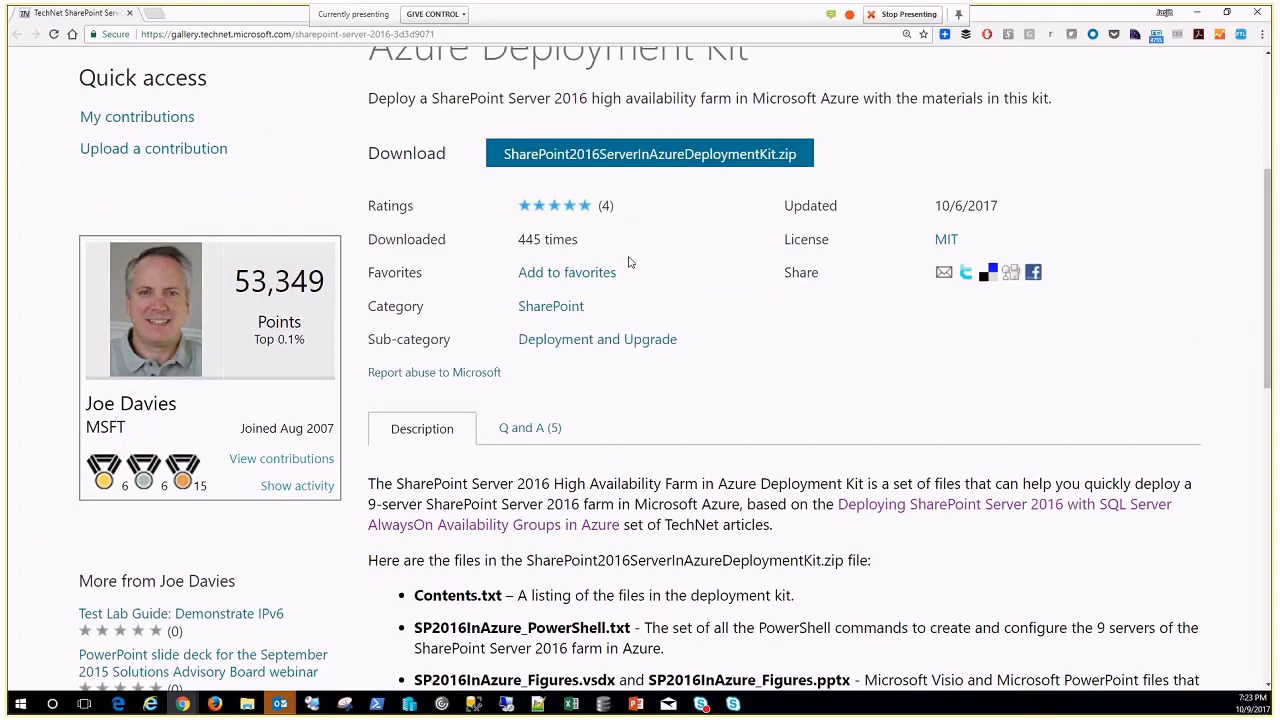 TechNet SharePoint Serv
Currently presenting
GIVE CONTROL
Stop Presenting
Secure
https://gallery.technet.microsoft.com/sharepoint-server-2016-3d3d9071
Azure Deployment Kit
Quick access
My contributions
Upload a contribution
Deploy a SharePoint Server 2016 high availability farm in Microsoft Azure with the materials in this kit.
Download
SharePoint2016ServerInAzureDeploymentKit.zip
Ratings
(4)
Updated
10/6/2017
Downloaded
445 times
License
MIT
Favorites
Add to favorites
Share
Category
SharePoint
Sub-category
Deployment and Upgrade
Report abuse to Microsoft
53,349
Points
Top 0.1%
Joe Davies
MSFT
Joined Aug 2007
View contributions
6
6
15
Show activity
Description
Q and A (5)
The SharePoint Server 2016 High Availability Farm in Azure Deployment Kit is a set of files that can help you quickly deploy a
9-server SharePoint Server 2016 farm in Microsoft Azure, based on the Deploying SharePoint Server 2016 with SQL Server
AlwaysOn Availability Groups in Azure set of TechNet articles.
Here are the files in the SharePoint2016ServerInAzureDeploymentKit.zip file:
• Contents.txt – A listing of the files in the deployment kit.
• SP2016InAzure_PowerShell.txt - The set of all the PowerShell commands to create and configure the 9 servers of the
SharePoint Server 2016 farm in Azure.
• SP2016InAzure_Figures.vsdx and SP2016InAzure_Figures.pptx - Microsoft Visio and Microsoft PowerPoint files that
More from Joe Davies
Test Lab Guide: Demonstrate IPv6
(0)
PowerPoint slide deck for the September
2015 Solutions Advisory Board webinar
(0)
7:23 PM
10/9/2017